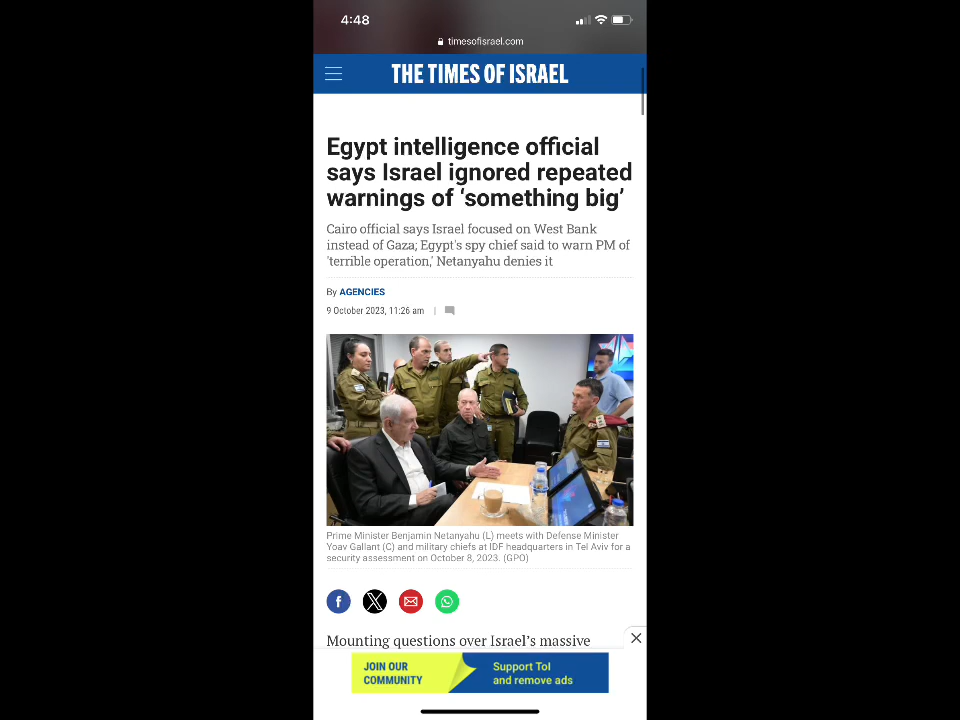 4:48
timesofisrael.com
THE TIMES OF ISRAEL
Egypt intelligence official
says Israel ignored repeated
warnings of ‘something big’
Cairo official says Israel focused on West Bank
instead of Gaza; Egypt's spy chief said to warn PM of
'terrible operation,' Netanyahu denies it
By AGENCIES
9 October 2023, 11:26 am |
Prime Minister Benjamin Netanyahu (L) meets with Defense Minister
Yoav Gallant (C) and military chiefs at IDF headquarters in Tel Aviv for a
security assessment on October 8, 2023. (GPO)
Mounting questions over Israel’s massive
JOIN OUR
COMMUNITY
Support ToI
and remove ads